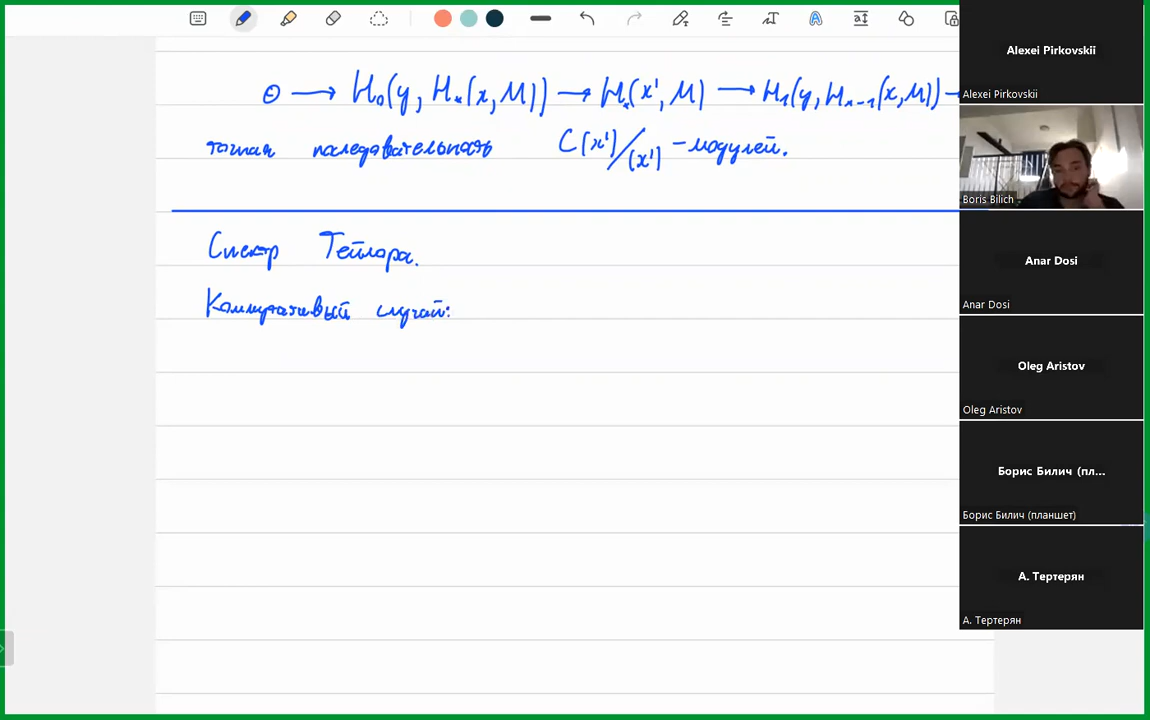 0 → H₀(y, Hₙ(x, M)) → Hₙ(x', M) → H₁(y, Hₙ₋₁(x, M)) →
точная последовательность C(x')/(x') -модулей.
Спектр Тейлора.
Коммутативный случай:
Alexei Pirkovskii
Alexei Pirkovskii
Boris Bilich
Anar Dosi
Anar Dosi
Oleg Aristov
Oleg Aristov
Борис Билич (пл...
Борис Билич (планшет)
А. Тертерян
А. Тертерян